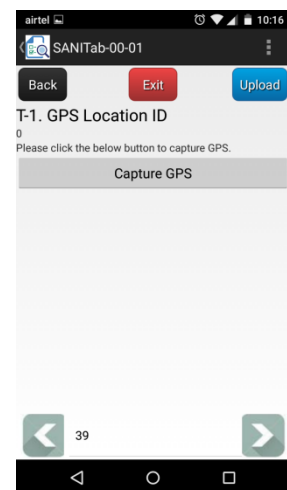 airtel 10:16
SANITab-00-01
Back Exit Upload
T-1. GPS Location ID
0
Please click the below button to capture GPS.
Capture GPS
39